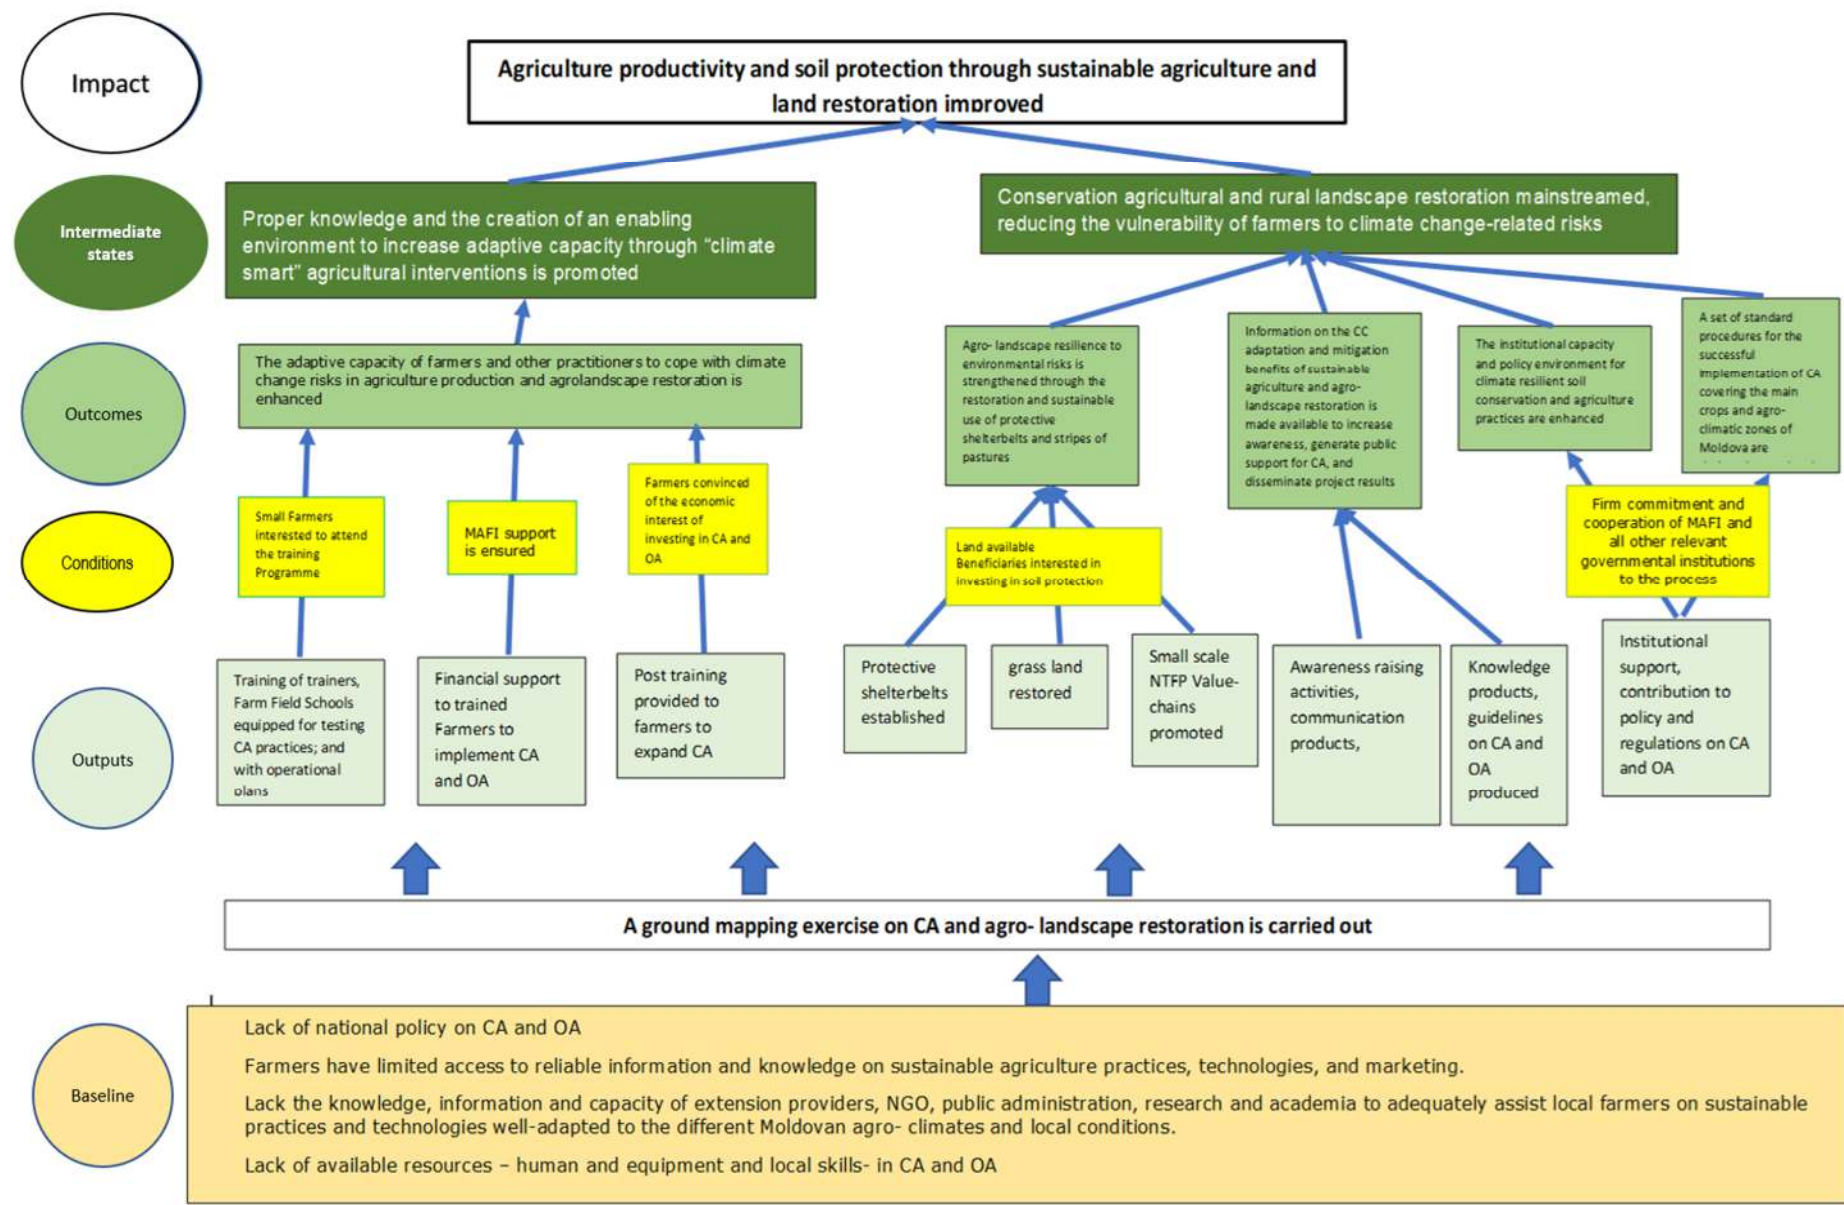 Impact
Agriculture productivity and soil protection through sustainable agriculture and
land restoration improved
Intermediate
states
Proper knowledge and the creation of an enabling
environment to increase adaptive capacity through “climate
smart” agricultural interventions is promoted
Conservation agricultural and rural landscape restoration mainstreamed,
reducing the vulnerability of farmers to climate change-related risks
Outcomes
The adaptive capacity of farmers and other practitioners to cope with climate
change risks in agriculture production and agrolandscape restoration is
enhanced
Agro- landscape resilience to
environmental risks is
strengthened through the
restoration and sustainable
use of protective
shelterbelts and stripes of
pastures
Information on the CC
adaptation and mitigation
benefits of sustainable
agriculture and agro-
landscape restoration is
made available to increase
awareness, generate public
support for CA, and
disseminate project results
The institutional capacity
and policy environment for
climate resilient soil
conservation and agriculture
practices are enhanced
A set of standard
procedures for the
successful
implementation of CA
covering the main
crops and agro-
climatic zones of
Moldova are
Conditions
Small Farmers
interested to attend
the training
Programme
MAFI support
is ensured
Farmers convinced
of the economic
interest of
investing in CA and
OA
Land available
Beneficiaries interested in
investing in soil protection
Firm commitment and
cooperation of MAFI and
all other relevant
governmental institutions
to the process
Outputs
Training of trainers,
Farm Field Schools
equipped for testing
CA practices; and
with operational
plans
Financial support
to trained
Farmers to
implement CA
and OA
Post training
provided to
farmers to
expand CA
Protective
shelterbelts
established
grass land
restored
Small scale
NTFP Value-
chains
promoted
Awareness raising
activities,
communication
products,
Knowledge
products,
guidelines
on CA and
OA
produced
Institutional
support,
contribution to
policy and
regulations on CA
and OA
A ground mapping exercise on CA and agro- landscape restoration is carried out
Baseline
Lack of national policy on CA and OA
Farmers have limited access to reliable information and knowledge on sustainable agriculture practices, technologies, and marketing.
Lack the knowledge, information and capacity of extension providers, NGO, public administration, research and academia to adequately assist local farmers on sustainable
practices and technologies well-adapted to the different Moldovan agro- climates and local conditions.
Lack of available resources – human and equipment and local skills- in CA and OA